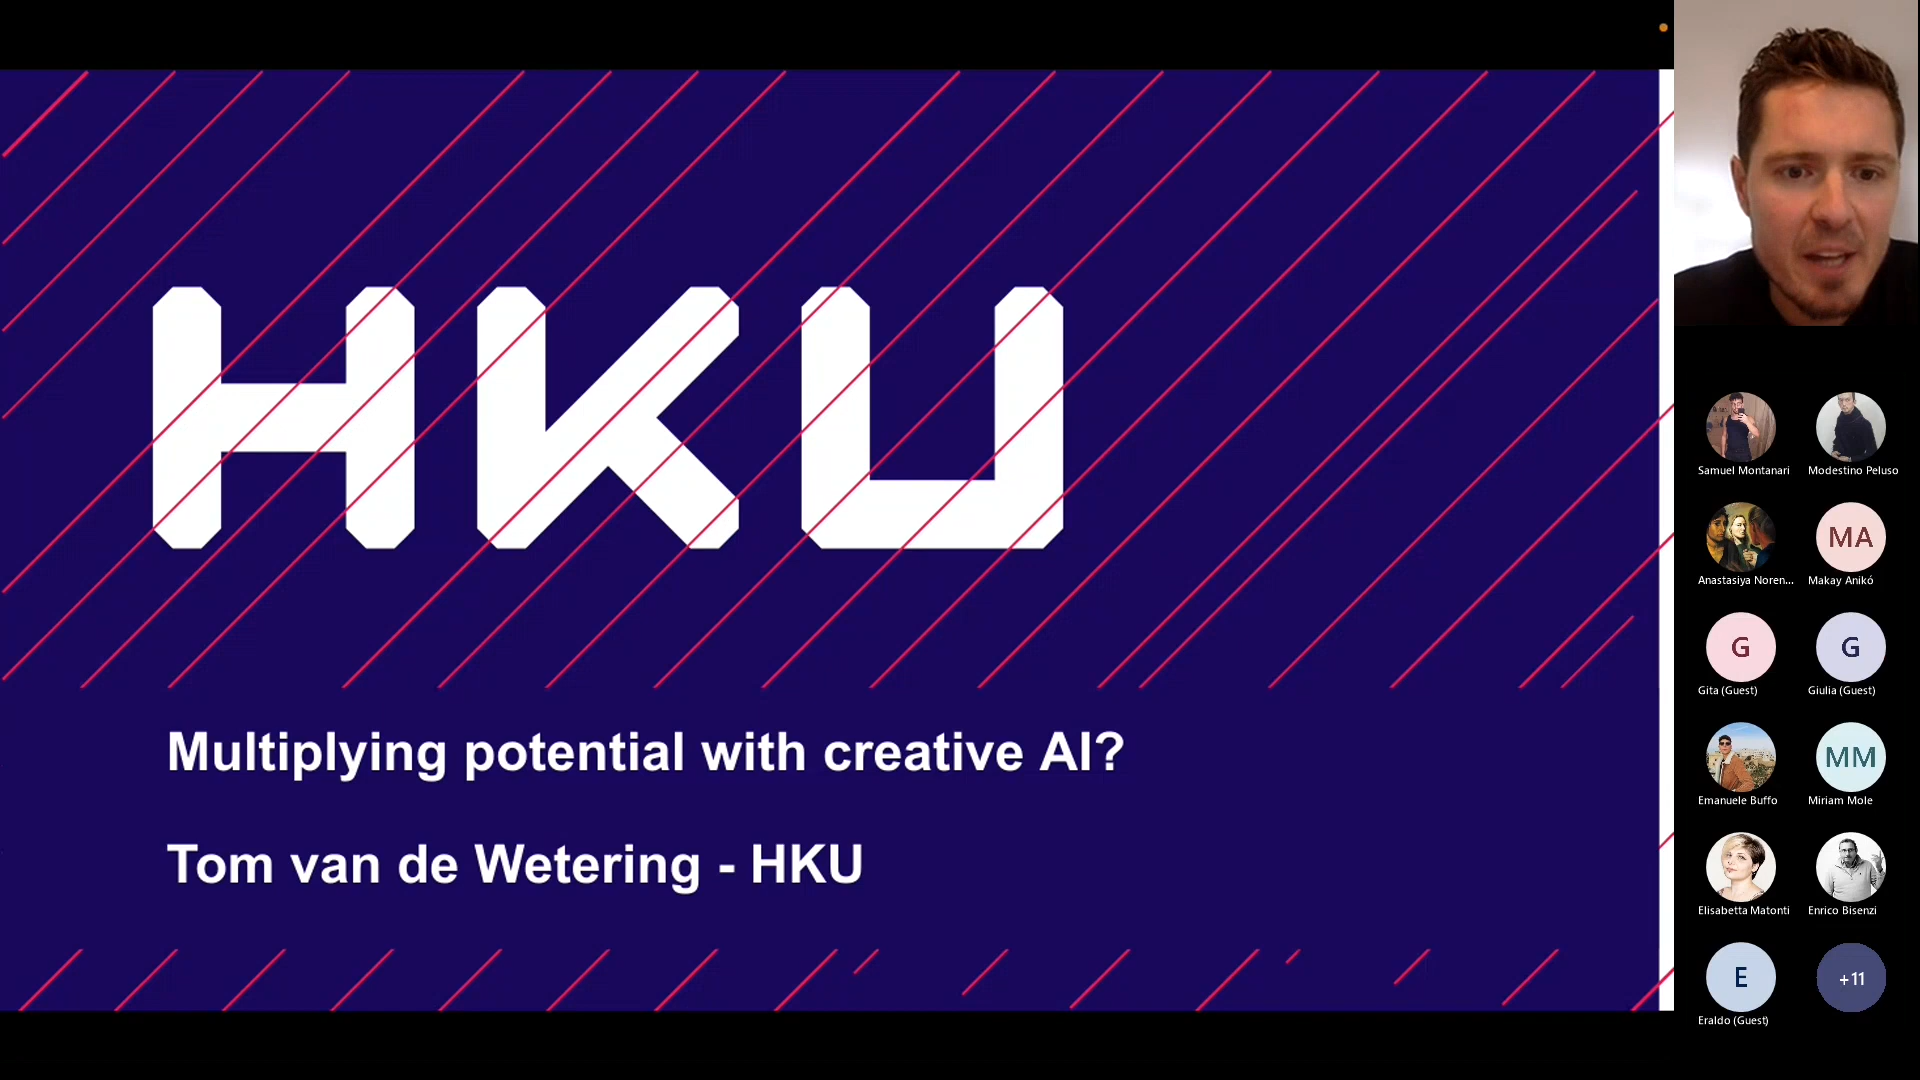 HKU
Multiplying potential with creative AI?
Tom van de Wetering - HKU
Samuel Montanari
Modestino Peluso
Anastasiya Noren...
MA
Makay Anikó
G
Gita (Guest)
G
Giulia (Guest)
Emanuele Buffo
MM
Miriam Mole
Elisabetta Matonti
Enrico Bisenzi
E
Eraldo (Guest)
+11